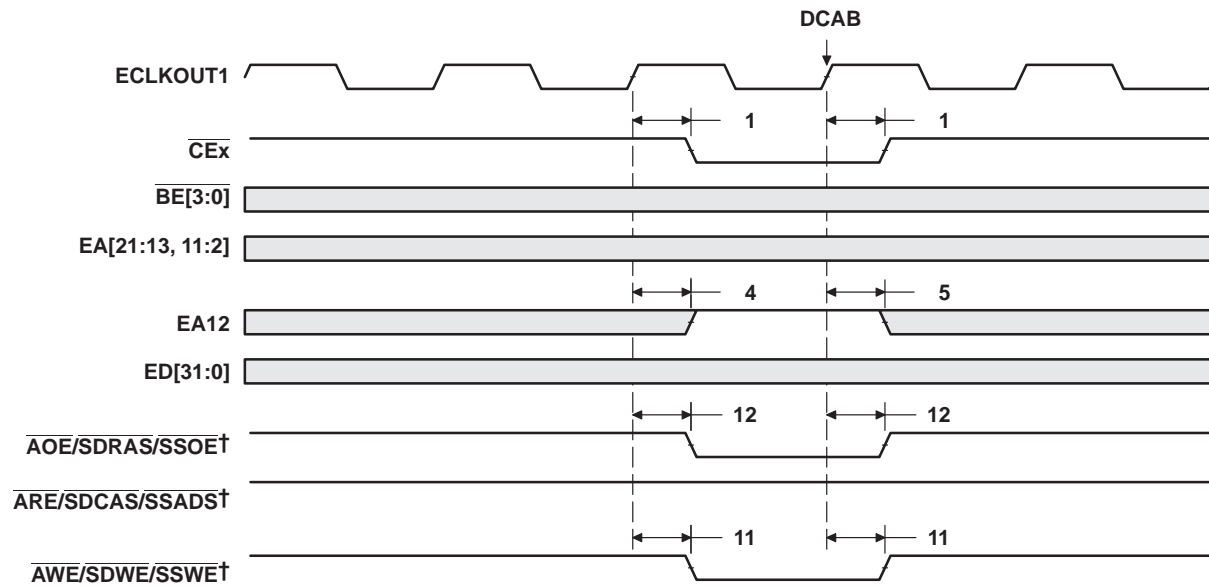 DCAB
ECLKOUT1
1 1
CEx
BE[3:0]
EA[21:13, 11:2]
4 5
EA12
ED[31:0]
12 12
AOE/SDRAS/SSOE†
ARE/SDCAS/SSADS†
11 11
AWE/SDWE/SSWE†